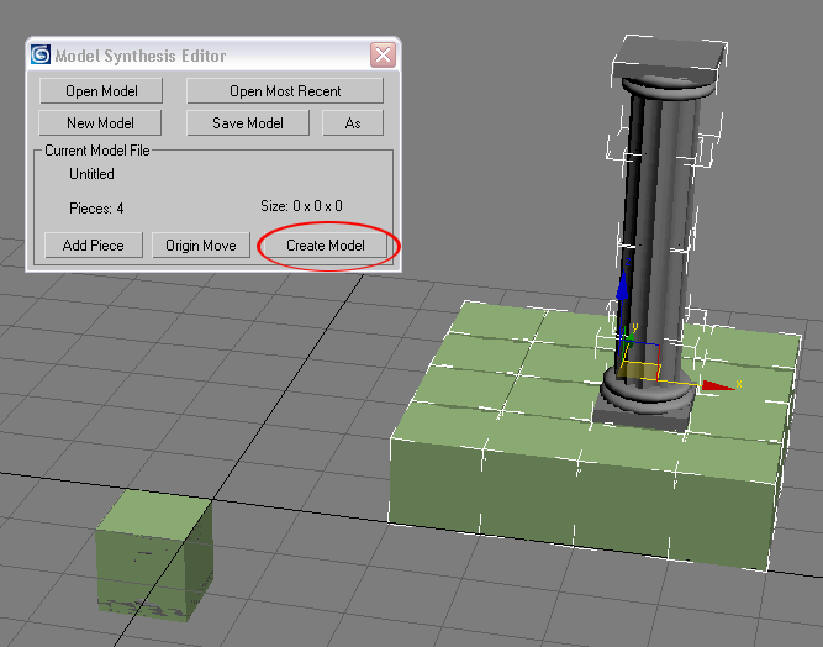 Model Synthesis Editor
Open Model Open Most Recent
New Model Save Model As
Current Model File
Untitled
Pieces: 4 Size: 0 x 0 x 0
Add Piece Origin Move Create Model
z
y
x